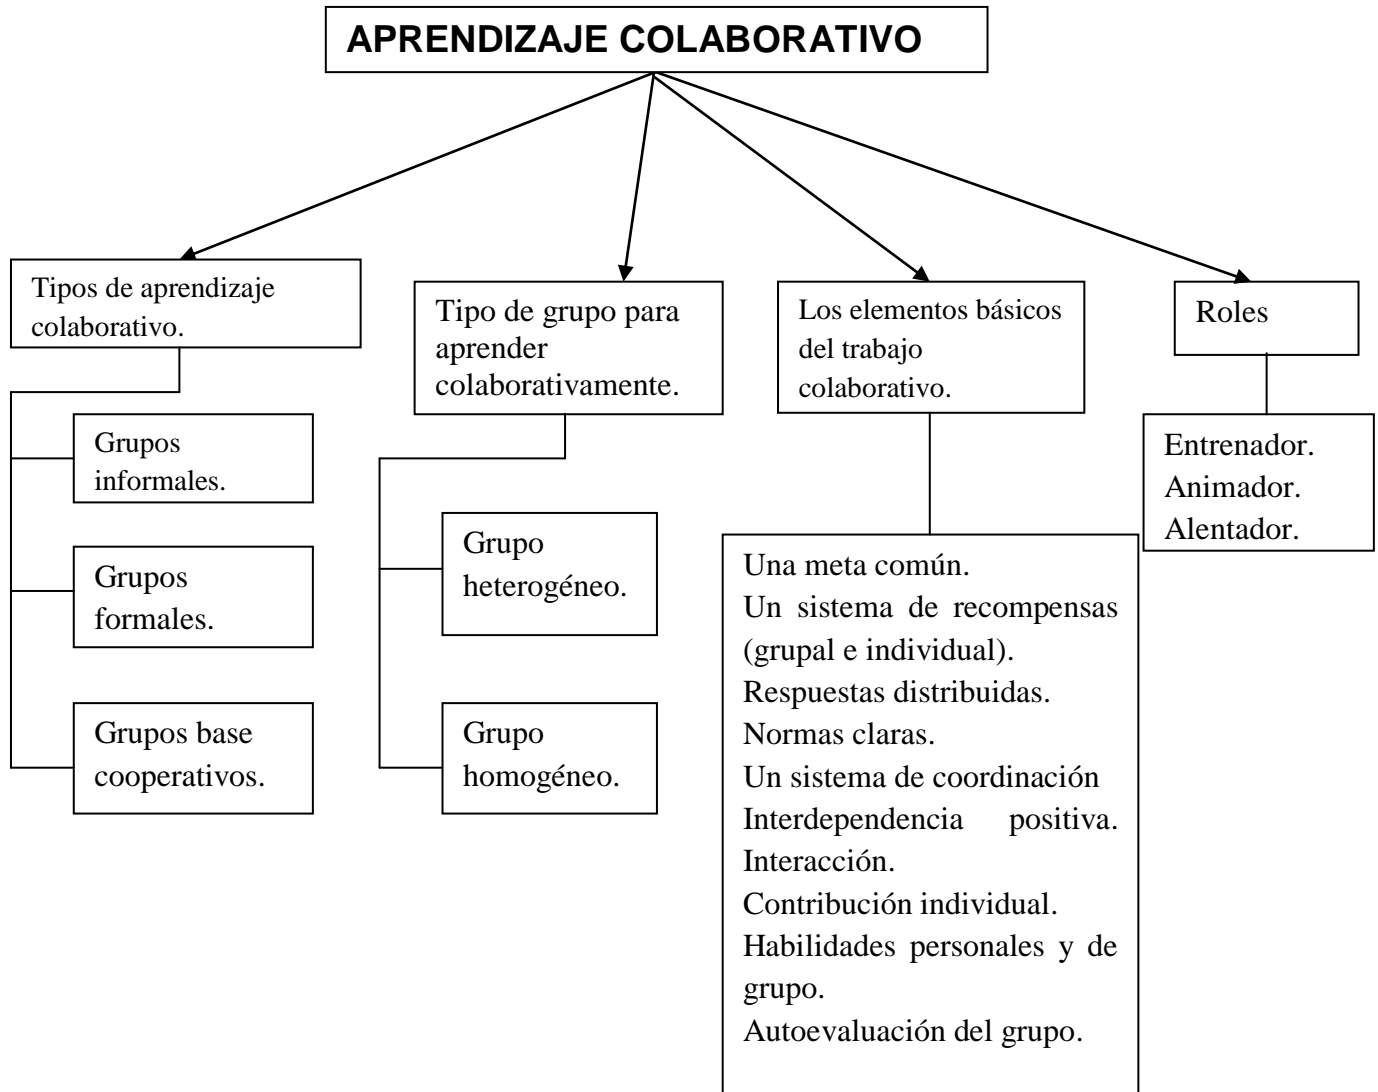 APRENDIZAJE COLABORATIVO
Tipos de aprendizaje
colaborativo.
Grupos
informales.
Grupos
formales.
Grupos base
cooperativos.
Tipo de grupo para
aprender
colaborativamente.
Grupo
heterogéneo.
Grupo
homogéneo.
Los elementos básicos
del trabajo
colaborativo.
Una meta común.
Un sistema de recompensas
(grupal e individual).
Respuestas distribuidas.
Normas claras.
Un sistema de coordinación
Interdependencia positiva.
Interacción.
Contribución individual.
Habilidades personales y de
grupo.
Autoevaluación del grupo.
Roles
Entrenador.
Animador.
Alentador.